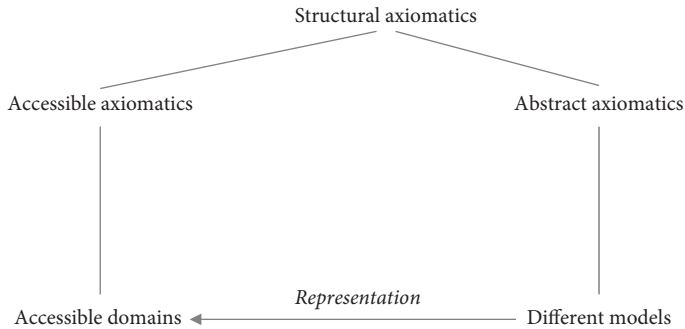 Structural axiomatics
Accessible axiomatics
Abstract axiomatics
Representation
Accessible domains
Different models